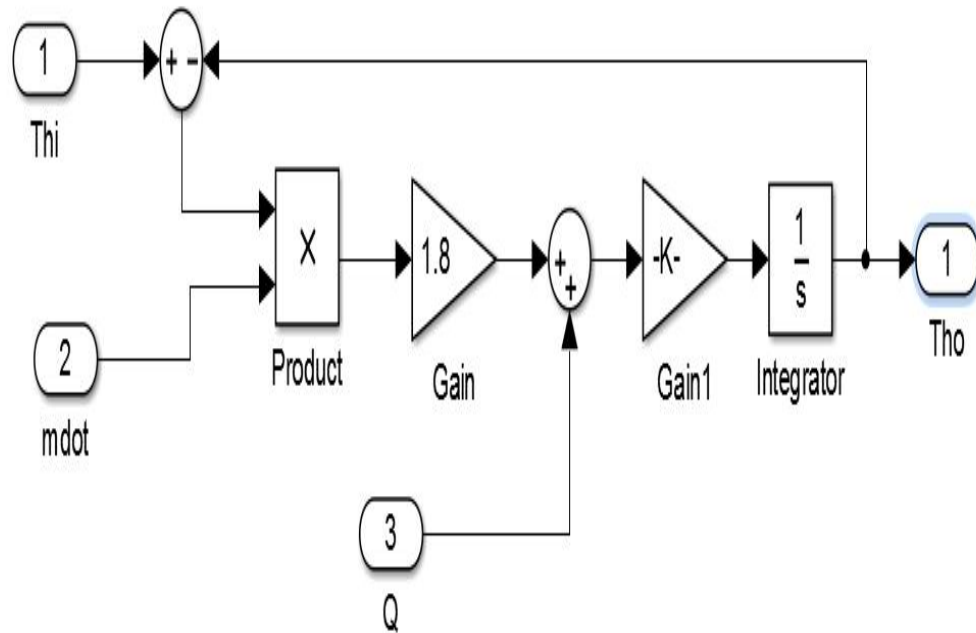 1
+ -
Thi
×
Product
1.8
Gain
+
+
-K-
Gain1
1
s
Integrator
1
Tho
2
mdot
3
Q